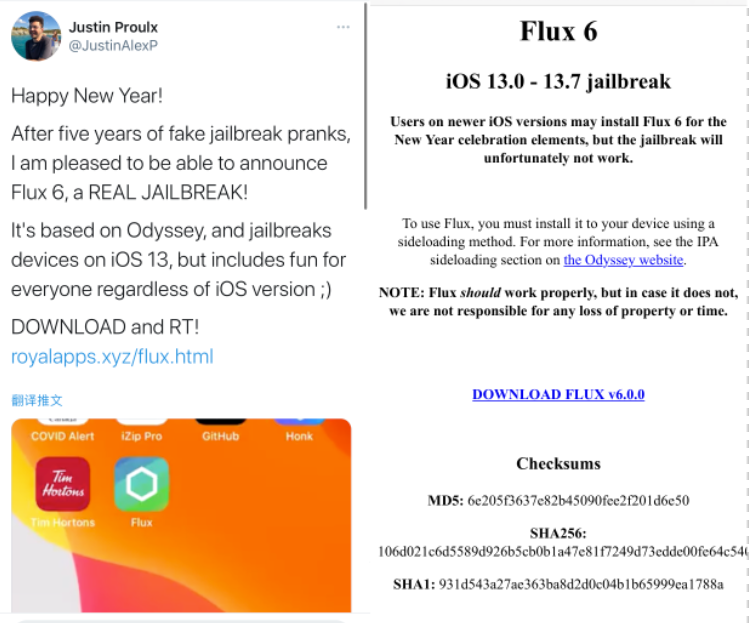 Justin Proulx
@JustinAlexP
Happy New Year!
After five years of fake jailbreak pranks,
I am pleased to be able to announce
Flux 6, a REAL JAILBREAK!
It's based on Odyssey, and jailbreaks
devices on iOS 13, but includes fun for
everyone regardless of iOS version ;)
DOWNLOAD and RT!
royalapps.xyz/flux.html
翻译推文
COVID Alert iZip Pro GitHub Honk
Tim
Hortons
Tim Hortons Flux
Flux 6
iOS 13.0 - 13.7 jailbreak
Users on newer iOS versions may install Flux 6 for the
New Year celebration elements, but the jailbreak will
unfortunately not work.
To use Flux, you must install it to your device using a
sideloading method. For more information, see the IPA
sideloading section on the Odyssey website.
NOTE: Flux should work properly, but in case it does not,
we are not responsible for any loss of property or time.
DOWNLOAD FLUX v6.0.0
Checksums
MD5: 6e205f3637e82b45090fee2f201d6e50
SHA256:
106d021c6d5589d926b5cb0b1a47e81f7249d73edde00fe64c54
SHA1: 931d543a27ae363ba8d2d0c04b1b65999ea1788a